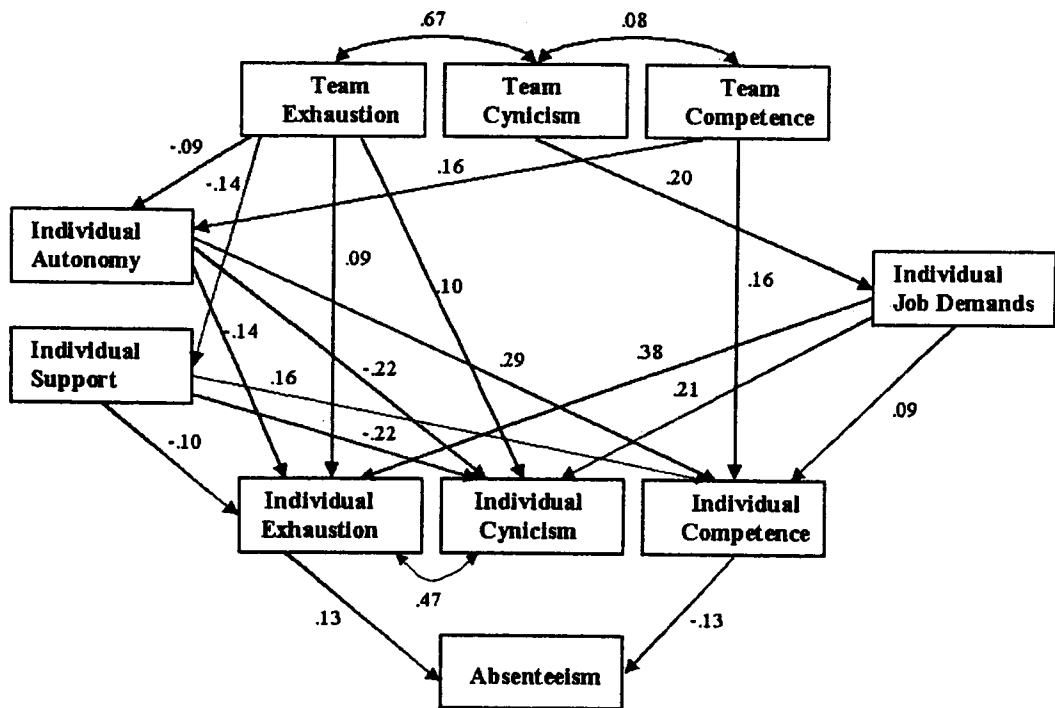 .67
.08
Team
Exhaustion
Team
Cynicism
Team
Competence
-.09
-.14
.16
.20
Individual
Autonomy
.09
.10
.16
Individual
Job Demands
Individual
Support
-.14
-.22
.29
.38
.21
.09
.16
-.10
-.22
Individual
Exhaustion
Individual
Cynicism
Individual
Competence
.47
.13
-.13
Absenteeism